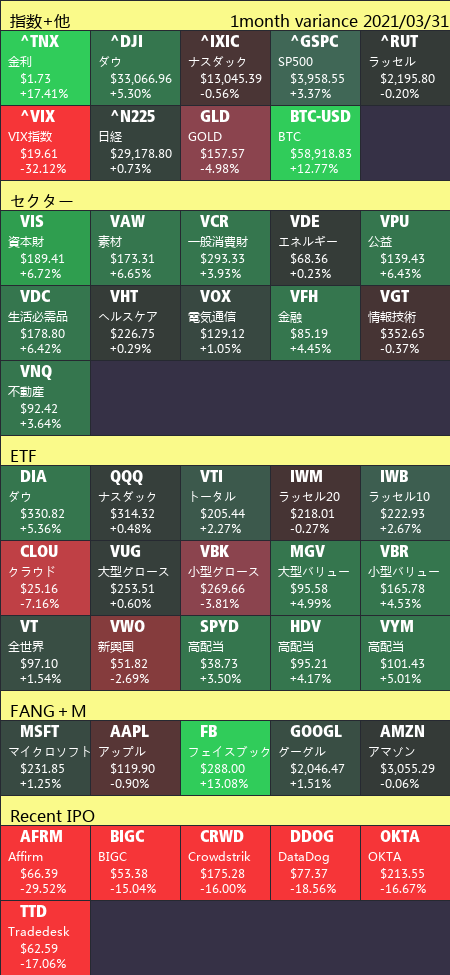 指数+他 1month variance 2021/03/31
^TNX ^DJI ^IXIC ^GSPC ^RUT
金利 ダウ ナスダック SP500 ラッセル
$1.73 $33,066.96 $13,045.39 $3,958.55 $2,195.80
+17.41% +5.30% -0.56% +3.37% -0.20%
^VIX ^N225 GLD BTC-USD
VIX指数 日経 GOLD BTC
$19.61 $29,178.80 $157.57 $58,918.83
-32.12% +0.73% -4.98% +12.77%
セクター
VIS VAW VCR VDE VPU
資本財 素材 一般消費財 エネルギー 公益
$189.41 $173.31 $293.33 $68.36 $139.43
+6.72% +6.65% +3.93% +0.23% +6.43%
VDC VHT VOX VFH VGT
生活必需品 ヘルスケア 電気通信 金融 情報技術
$178.80 $226.75 $129.12 $85.19 $352.65
+6.42% +0.29% +1.05% +4.45% -0.37%
VNQ
不動産
$92.42
+3.64%
ETF
DIA QQQ VTI IWM IWB
ダウ ナスダック トータル ラッセル20 ラッセル10
$330.82 $314.32 $205.44 $218.01 $222.93
+5.36% +0.48% +2.27% -0.27% +2.67%
CLOU VUG VBK MGV VBR
クラウド 大型グロース 小型グロース 大型バリュー 小型バリュー
$25.16 $253.51 $269.66 $95.58 $165.78
-7.16% +0.60% -3.81% +4.99% +4.53%
VT VWO SPYD HDV VYM
全世界 新興国 高配当 高配当 高配当
$97.10 $51.82 $38.73 $95.21 $101.43
+1.54% -2.69% +3.50% +4.17% +5.01%
FANG+M
MSFT AAPL FB GOOGL AMZN
マイクロソフト アップル フェイスブック グーグル アマゾン
$231.85 $119.90 $288.00 $2,046.47 $3,055.29
+1.25% -0.90% +13.08% +1.51% -0.06%
Recent IPO
AFRM BIGC CRWD DDOG OKTA
Affirm BIGC Crowdstrik DataDog OKTA
$66.39 $53.38 $175.28 $77.37 $213.55
-29.52% -15.04% -16.00% -18.56% -16.67%
TTD
Tradedesk
$62.59
-17.06%